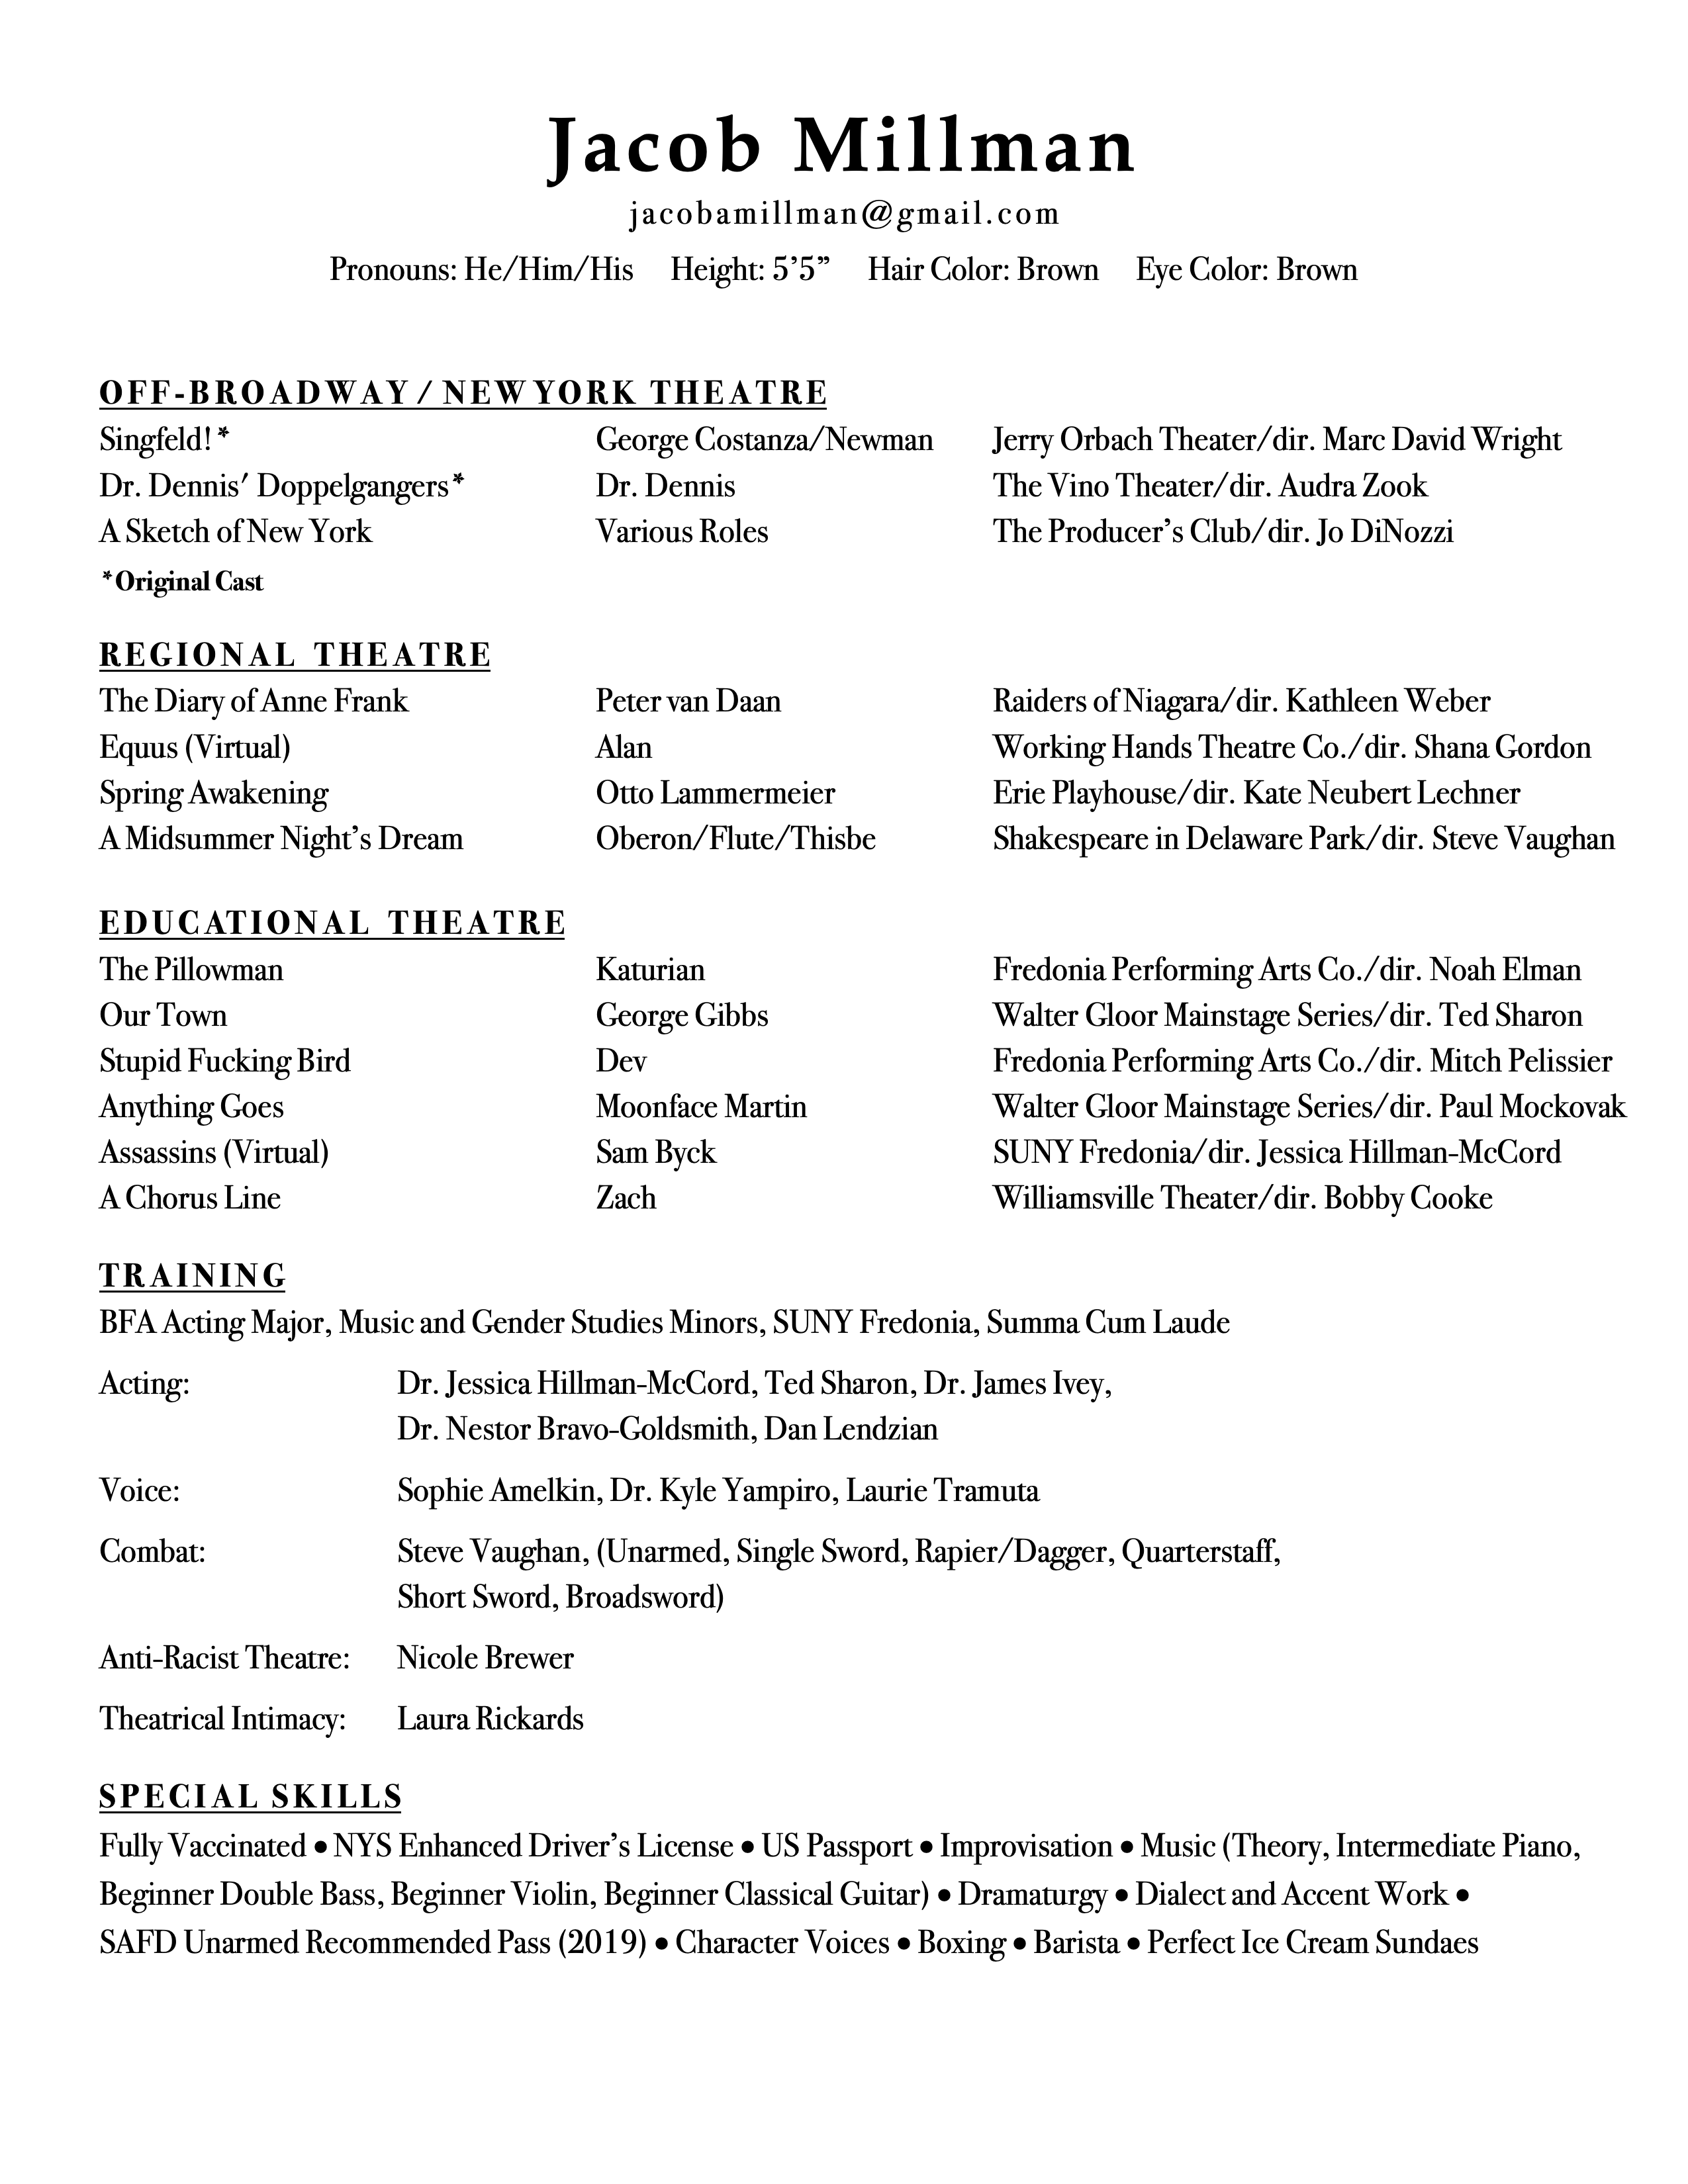 Jacob Millman
jacobamillman@gmail.com
Pronouns: He/Him/His Height: 5’5” Hair Color: Brown Eye Color: Brown
OFF-BROADWAY / NEW YORK THEATRE
Singfeld! * George Costanza/Newman Jerry Orbach Theater/dir. Marc David Wright
Dr. Dennis' Doppelgangers* Dr. Dennis The Vino Theater/dir. Audra Zook
A Sketch of New York Various Roles The Producer’s Club/dir. Jo DiNozzi
*Original Cast
REGIONAL THEATRE
The Diary of Anne Frank Peter van Daan Raiders of Niagara/dir. Kathleen Weber
Equus (Virtual) Alan Working Hands Theatre Co./dir. Shana Gordon
Spring Awakening Otto Lammermeier Erie Playhouse/dir. Kate Neubert Lechner
A Midsummer Night’s Dream Oberon/Flute/Thisbe Shakespeare in Delaware Park/dir. Steve Vaughan
EDUCATIONAL THEATRE
The Pillowman Katurian Fredonia Performing Arts Co./dir. Noah Elman
Our Town George Gibbs Walter Gloor Mainstage Series/dir. Ted Sharon
Stupid Fucking Bird Dev Fredonia Performing Arts Co./dir. Mitch Pelissier
Anything Goes Moonface Martin Walter Gloor Mainstage Series/dir. Paul Mockovak
Assassins (Virtual) Sam Byck SUNY Fredonia/dir. Jessica Hillman-McCord
A Chorus Line Zach Williamsville Theater/dir. Bobby Cooke
TRAINING
BFA Acting Major, Music and Gender Studies Minors, SUNY Fredonia, Summa Cum Laude
Acting: Dr. Jessica Hillman-McCord, Ted Sharon, Dr. James Ivey,
Dr. Nestor Bravo-Goldsmith, Dan Lendzian
Voice: Sophie Amelkin, Dr. Kyle Yampiro, Laurie Tramuta
Combat: Steve Vaughan, (Unarmed, Single Sword, Rapier/Dagger, Quarterstaff,
Short Sword, Broadsword)
Anti-Racist Theatre: Nicole Brewer
Theatrical Intimacy: Laura Rickards
SPECIAL SKILLS
Fully Vaccinated • NYS Enhanced Driver’s License • US Passport • Improvisation • Music (Theory, Intermediate Piano,
Beginner Double Bass, Beginner Violin, Beginner Classical Guitar) • Dramaturgy • Dialect and Accent Work •
SAFD Unarmed Recommended Pass (2019) • Character Voices • Boxing • Barista • Perfect Ice Cream Sundaes